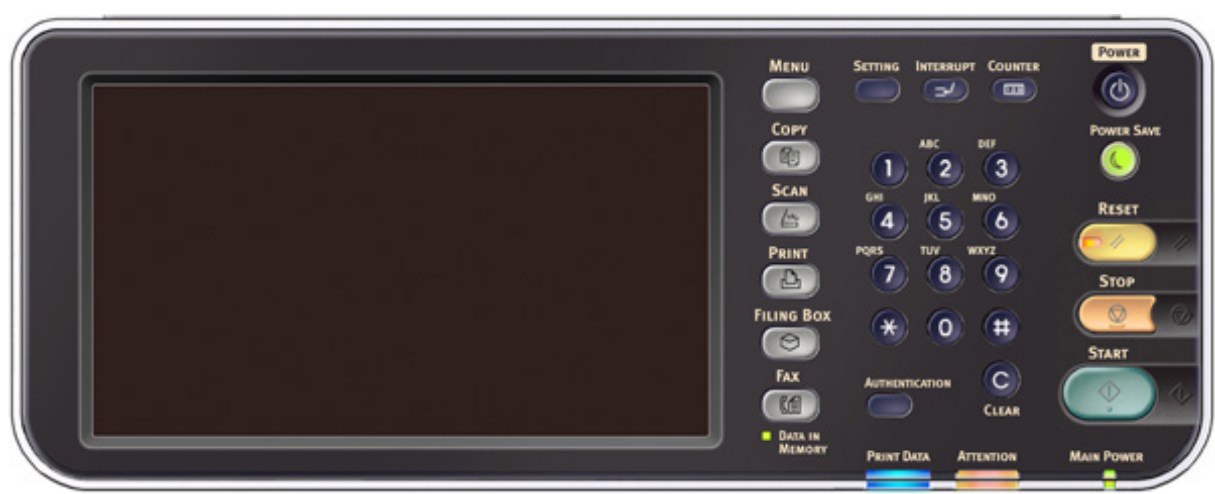 MENU
SETTING INTERRUPT COUNTER
POWER
COPY
POWER SAVE
ABC DEF
1 2 3
SCAN
GHI JKL MNO
4 5 6
RESET
PRINT
PQRS TUV WXYZ
7 8 9
STOP
FILING BOX
* 0 #
START
FAX
AUTHENTICATION
C
CLEAR
DATA IN
MEMORY
PRINT DATA ATTENTION MAIN POWER